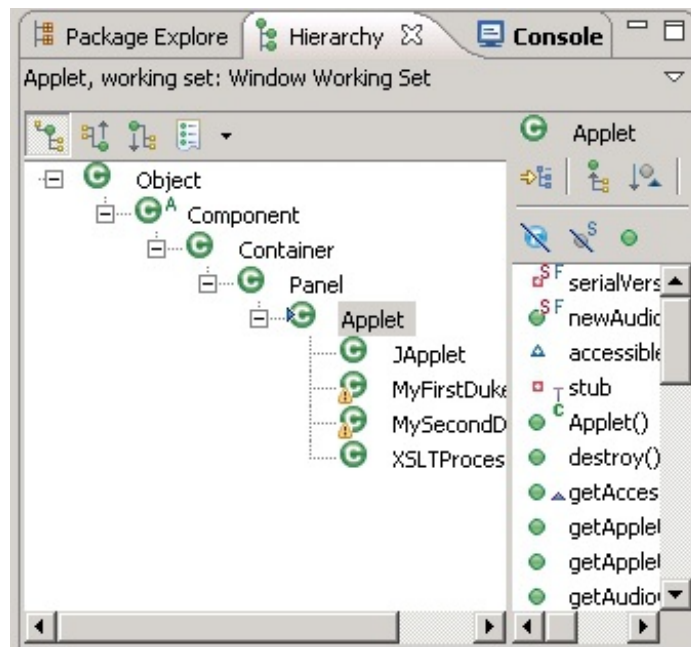 Package Explore Hierarchy Console
Applet, working set: Window Working Set
Applet
Object
Component
Container
Panel
Applet
JApplet
MyFirstDuke
MySecondD
XSLTProces
serialVers
newAudio
accessible
stub
Applet()
destroy()
getAcces
getApplet
getApplet
getAudio